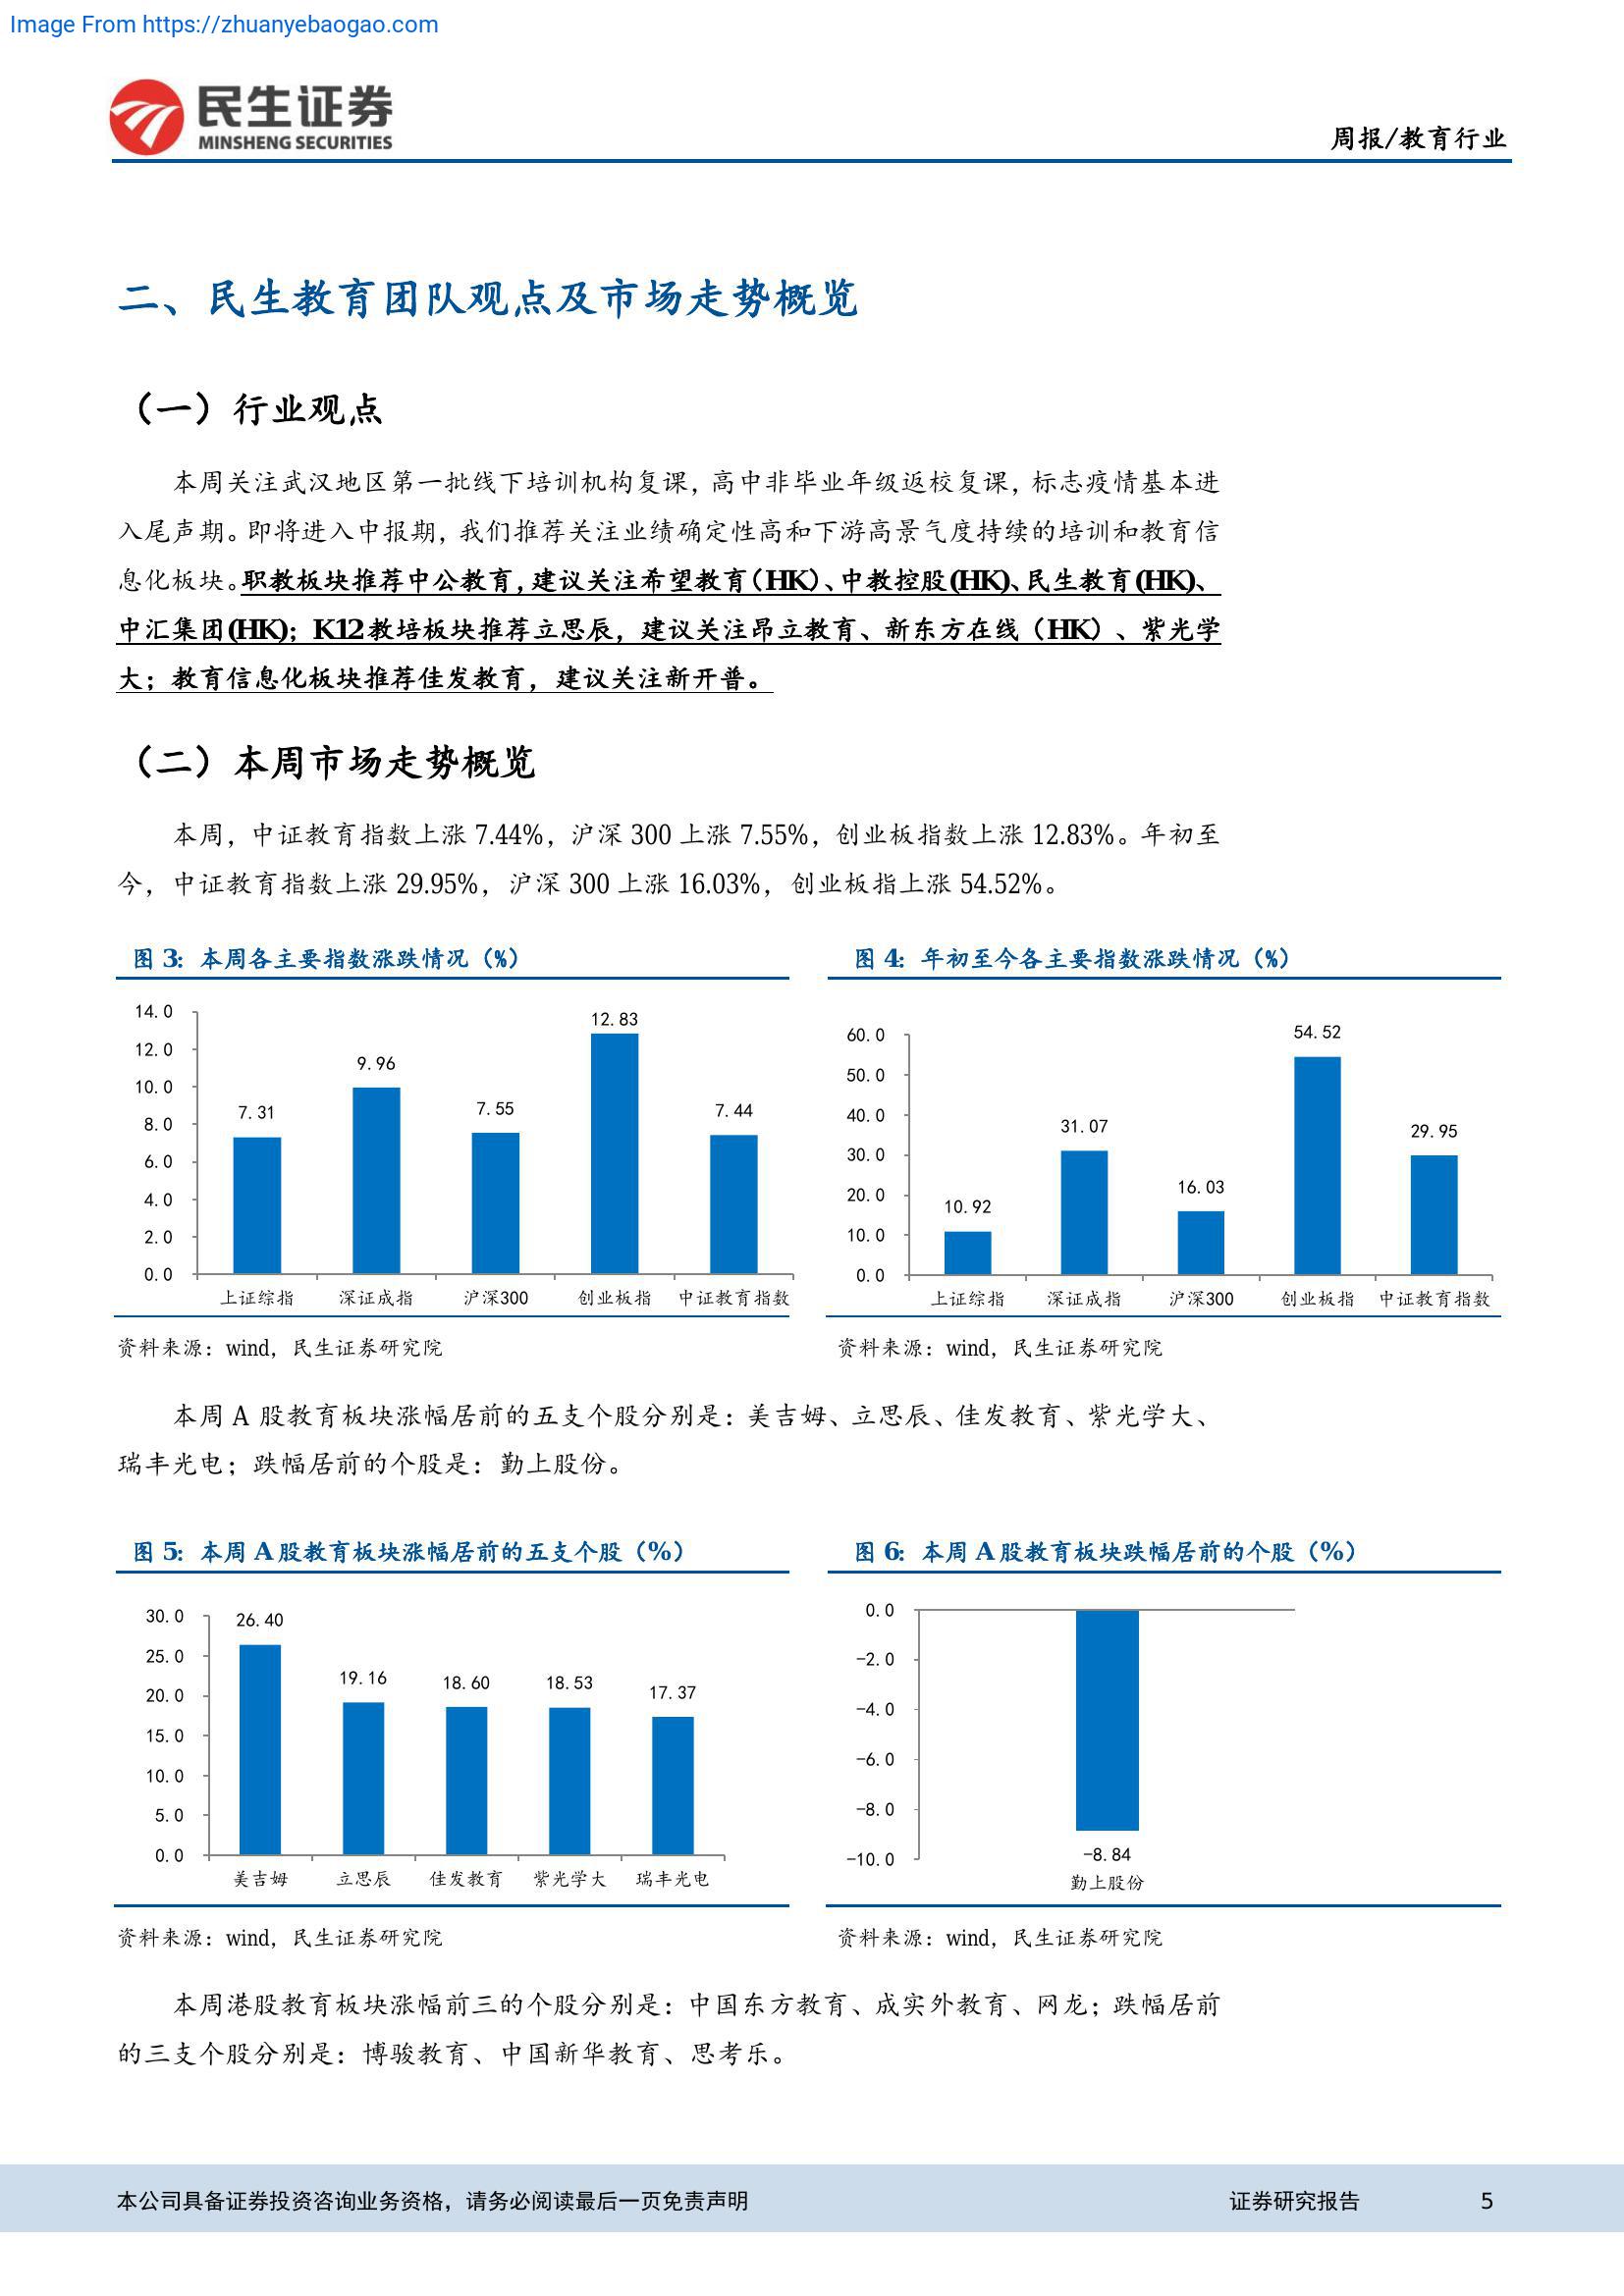 Image From https://zhuanyebaogao.com
民生证券
MINSHENG SECURITIES
周报/教育行业
二、民生教育团队观点及市场走势概览
（一）行业观点
本周关注武汉地区第一批线下培训机构复课，高中非毕业年级返校复课，标志疫情基本进
入尾声期。即将进入中报期，我们推荐关注业绩确定性高和下游高景气度持续的培训和教育信
息化板块。职教板块推荐中公教育，建议关注希望教育（HK）、中教控股(HK)、民生教育(HK)、
中汇集团(HK)；K12教培板块推荐立思辰，建议关注昂立教育、新东方在线（HK）、紫光学
大；教育信息化板块推荐佳发教育，建议关注新开普。
（二）本周市场走势概览
本周，中证教育指数上涨 7.44%，沪深 300 上涨 7.55%，创业板指数上涨 12.83%。年初至
今，中证教育指数上涨 29.95%，沪深 300 上涨 16.03%，创业板指上涨 54.52%。
图 3：本周各主要指数涨跌情况（%）
14.0
12.0
10.0
8.0
6.0
4.0
2.0
0.0
7.31
9.96
7.55
12.83
7.44
上证综指 深证成指 沪深300 创业板指 中证教育指数
资料来源：wind，民生证券研究院
图 4：年初至今各主要指数涨跌情况（%）
60.0
50.0
40.0
30.0
20.0
10.0
0.0
10.92
31.07
16.03
54.52
29.95
上证综指 深证成指 沪深300 创业板指 中证教育指数
资料来源：wind，民生证券研究院
本周 A 股教育板块涨幅居前的五支个股分别是：美吉姆、立思辰、佳发教育、紫光学大、
瑞丰光电；跌幅居前的个股是：勤上股份。
图 5：本周 A 股教育板块涨幅居前的五支个股（%）
30.0
25.0
20.0
15.0
10.0
5.0
0.0
26.40
19.16
18.60
18.53
17.37
美吉姆 立思辰 佳发教育 紫光学大 瑞丰光电
资料来源：wind，民生证券研究院
图 6：本周 A 股教育板块跌幅居前的个股（%）
0.0
-2.0
-4.0
-6.0
-8.0
-10.0
-8.84
勤上股份
资料来源：wind，民生证券研究院
本周港股教育板块涨幅前三的个股分别是：中国东方教育、成实外教育、网龙；跌幅居前
的三支个股分别是：博骏教育、中国新华教育、思考乐。
本公司具备证券投资咨询业务资格，请务必阅读最后一页免责声明
证券研究报告
5